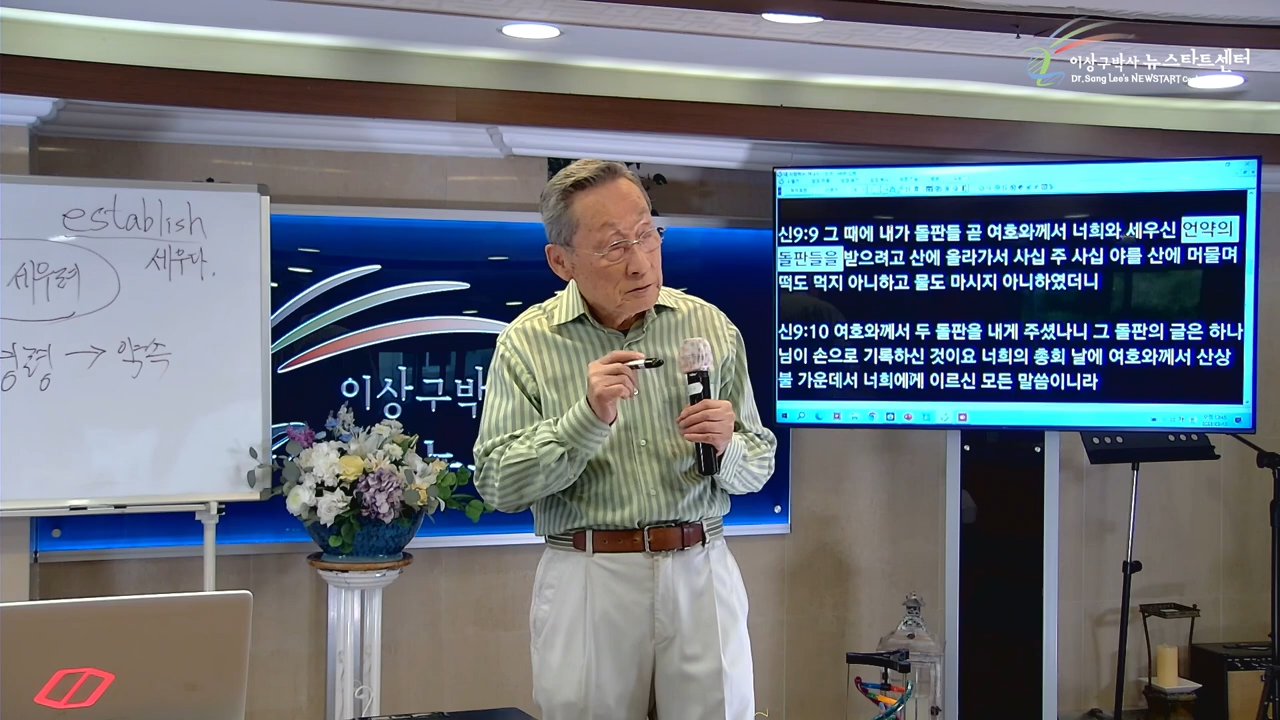 이상구박사 뉴스타트센터
Dr. Sang Lee's NEWSTART
establish
세우다.
세우려
명령 → 약속
이상구박
신9:9 그 때에 내가 돌판들 곧 여호와께서 너희와 세우신 언약의
돌판들을 받으려고 산에 올라가서 사십 주 사십 야를 산에 머물며
떡도 먹지 아니하고 물도 마시지 아니하였더니
신9:10 여호와께서 두 돌판을 내게 주셨나니 그 돌판의 글은 하나
님이 손으로 기록하신 것이요 너희의 총회 날에 여호와께서 산상
불 가운데서 너희에게 이르신 모든 말씀이니라